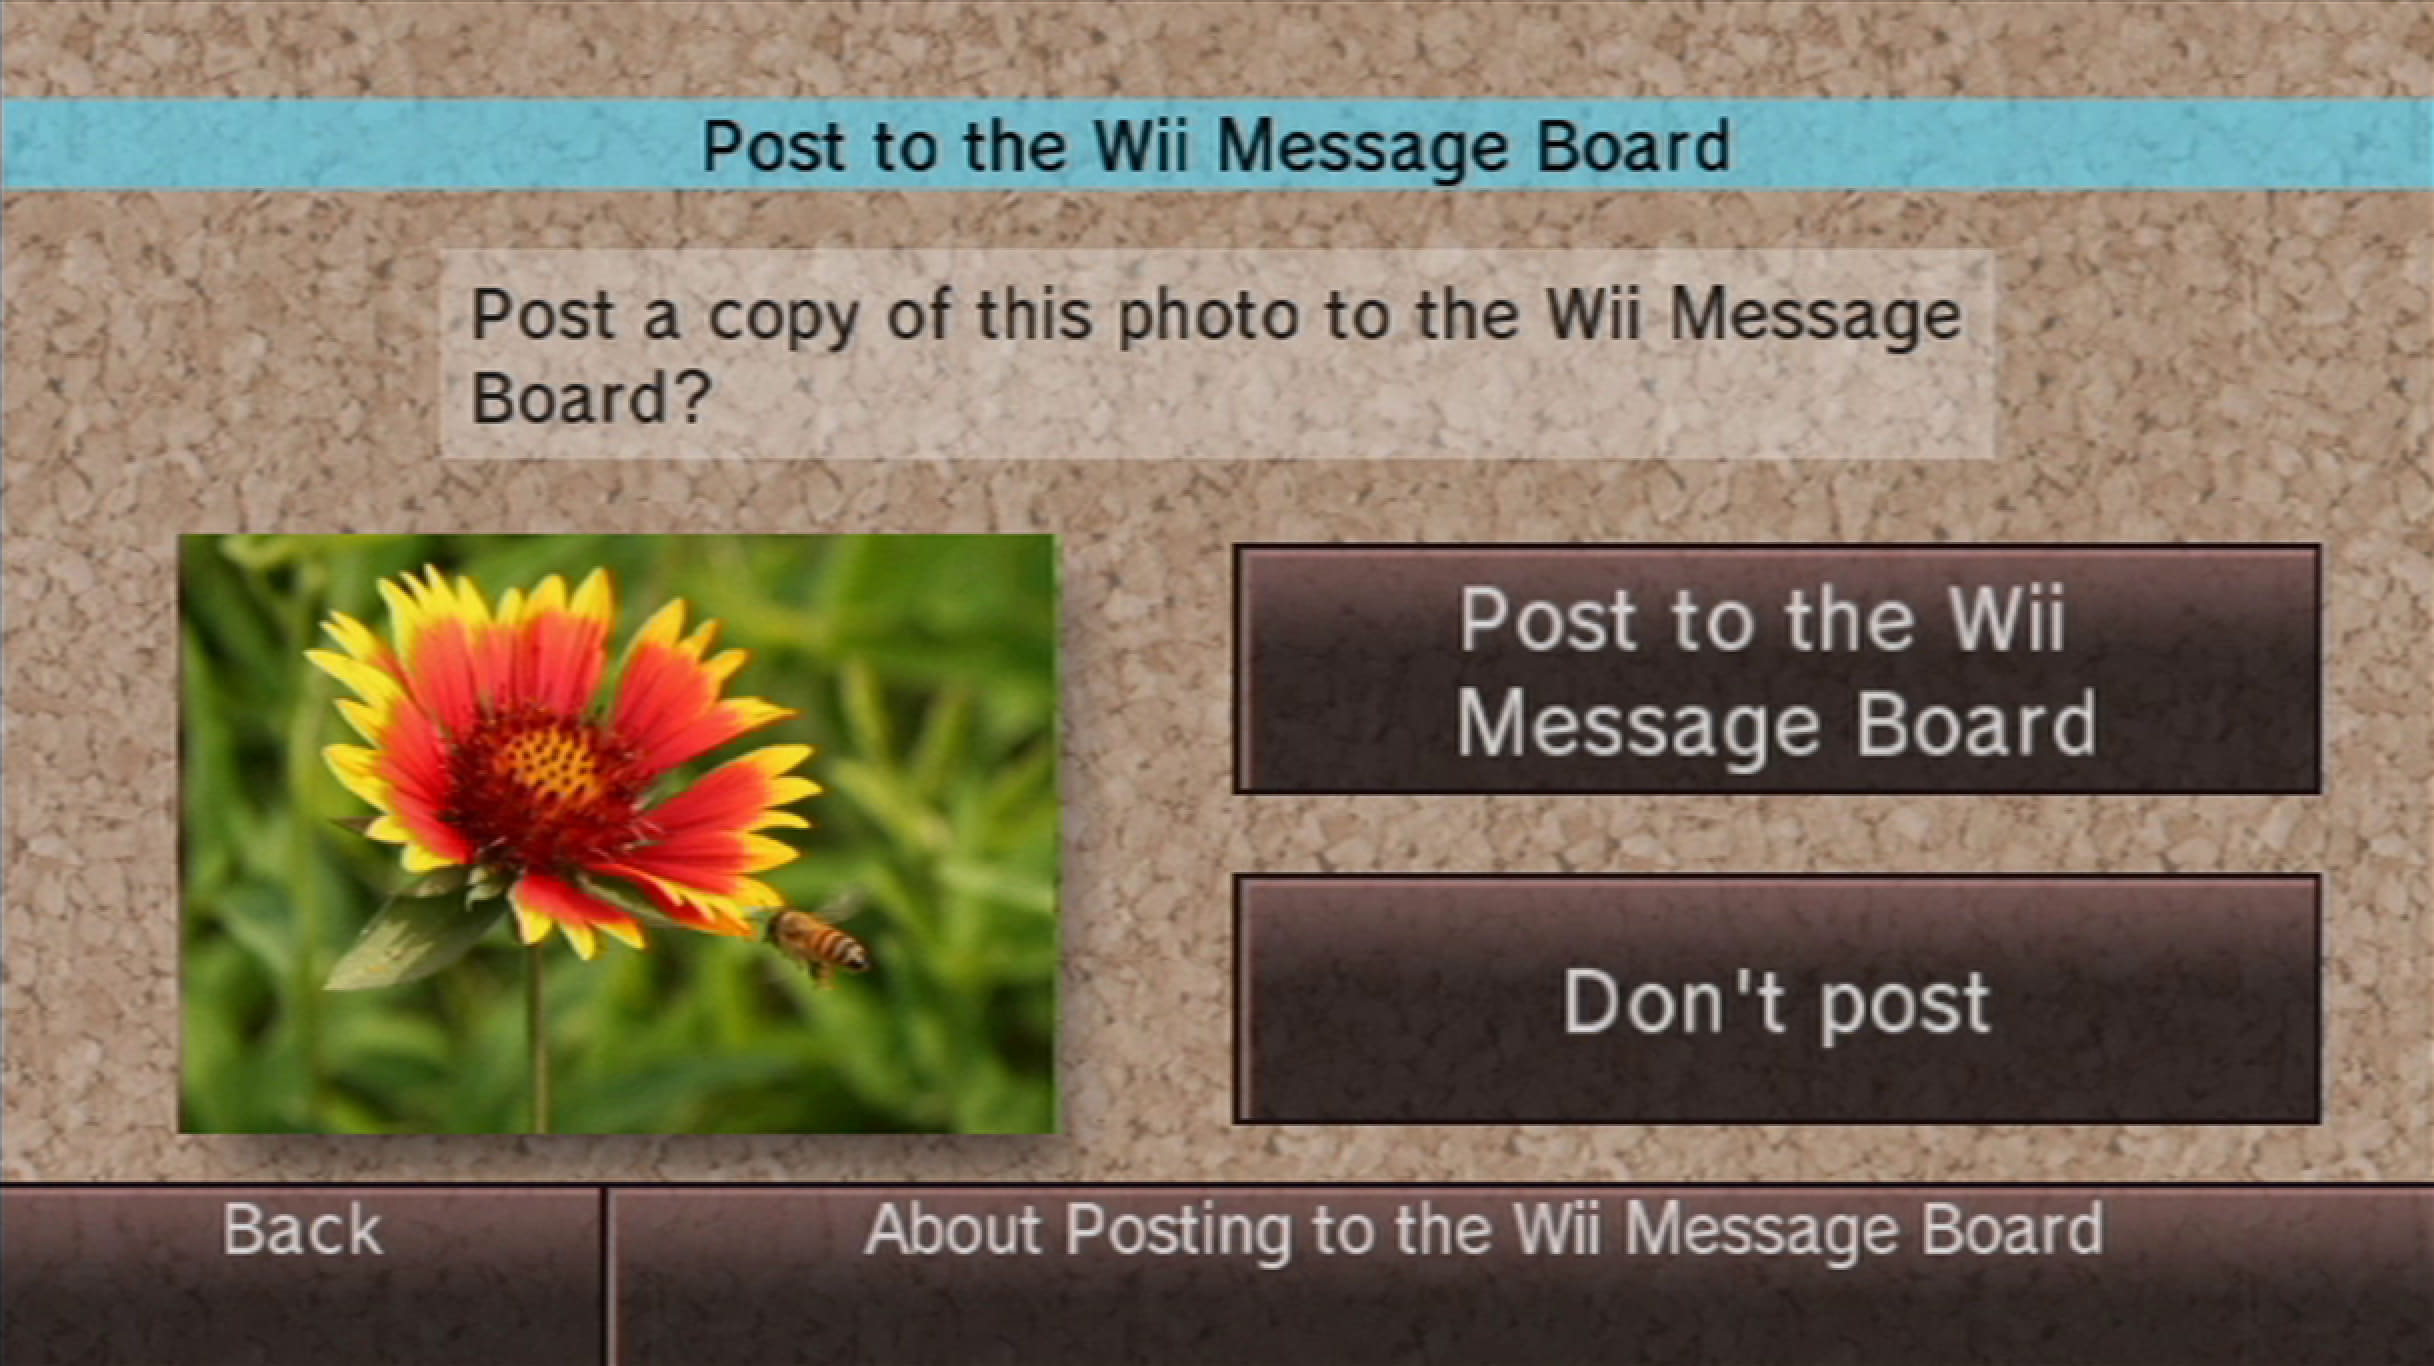 Post to the Wii Message Board
Post a copy of this photo to the Wii Message
Board?
Post to the Wii
Message Board
Don't post
Back
About Posting to the Wii Message Board